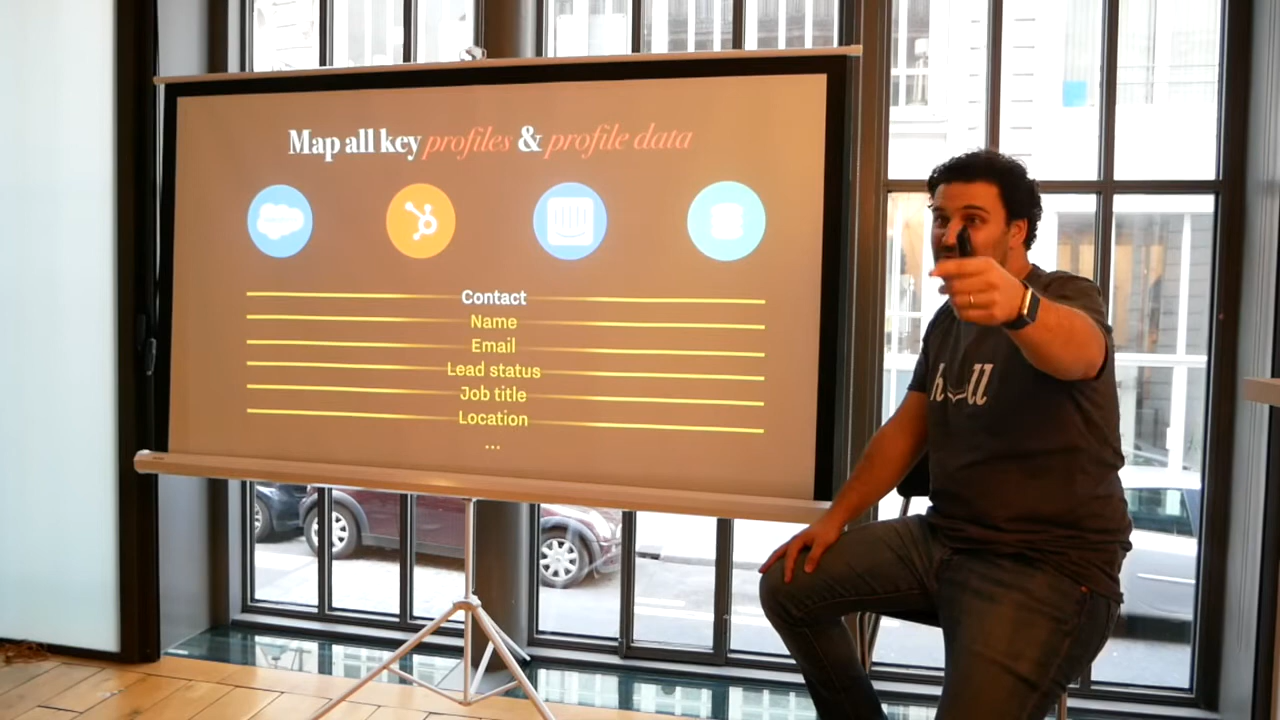 Map all key profiles & profile data
Contact
Name
Email
Lead status
Job title
Location
...
hull